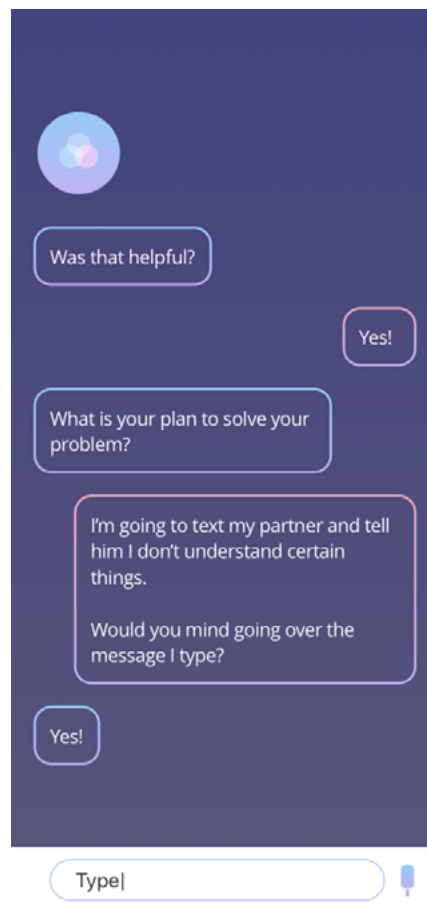 Was that helpful?
Yes!
What is your plan to solve your
problem?
I'm going to text my partner and tell
him I don't understand certain
things.
Would you mind going over the
message I type?
Yes!
Type